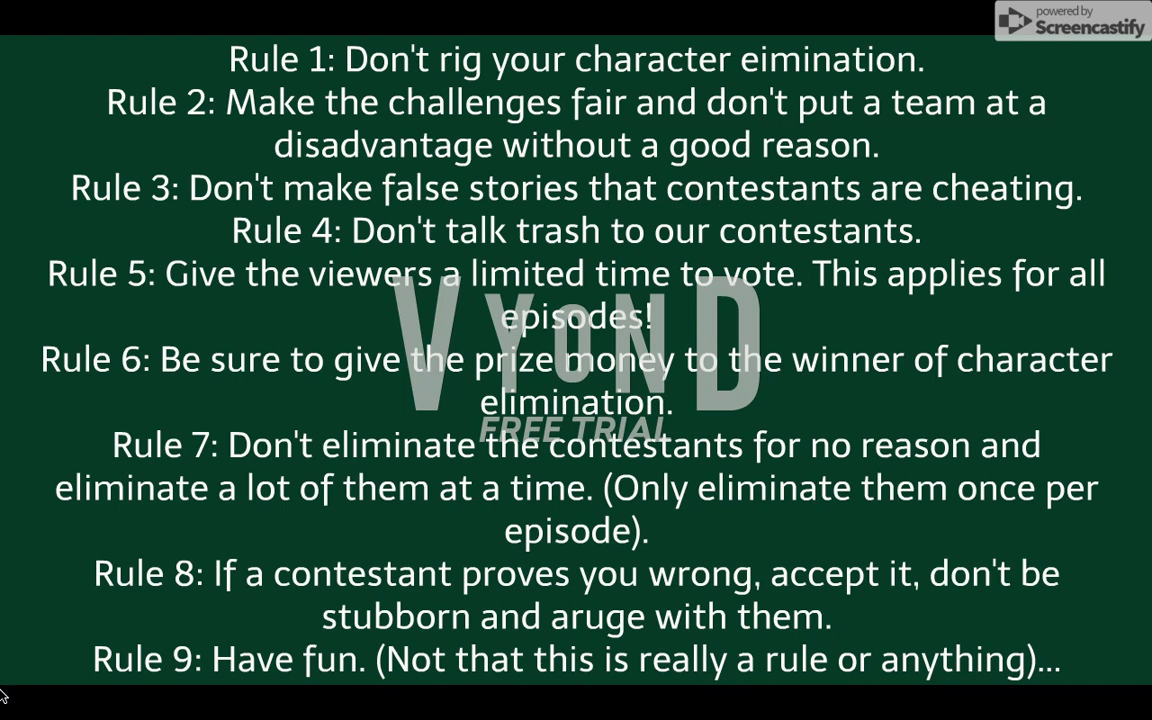 powered by
Screencastify
Rule 1: Don't rig your character eimination.
Rule 2: Make the challenges fair and don't put a team at a
disadvantage without a good reason.
Rule 3: Don't make false stories that contestants are cheating.
Rule 4: Don't talk trash to our contestants.
Rule 5: Give the viewers a limited time to vote. This applies for all
episodes!
Rule 6: Be sure to give the prize money to the winner of character
elimination.
VYOND
FREE TRIAL
Rule 7: Don't eliminate the contestants for no reason and
eliminate a lot of them at a time. (Only eliminate them once per
episode).
Rule 8: If a contestant proves you wrong, accept it, don't be
stubborn and aruge with them.
Rule 9: Have fun. (Not that this is really a rule or anything)...